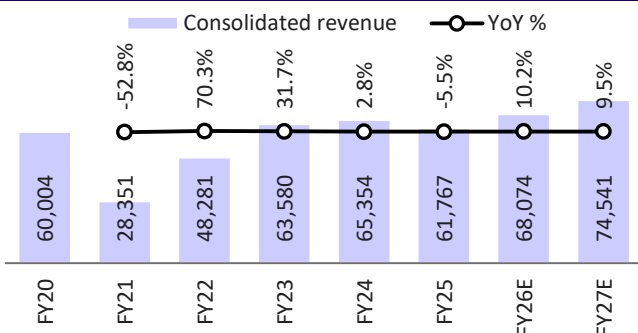 Consolidated revenue YoY %
-52.8% 70.3% 31.7% 2.8% -5.5% 10.2% 9.5%
60,004 28,351 48,281 63,580 65,354 61,767 68,074 74,541
FY20 FY21 FY22 FY23 FY24 FY25 FY26E FY27E